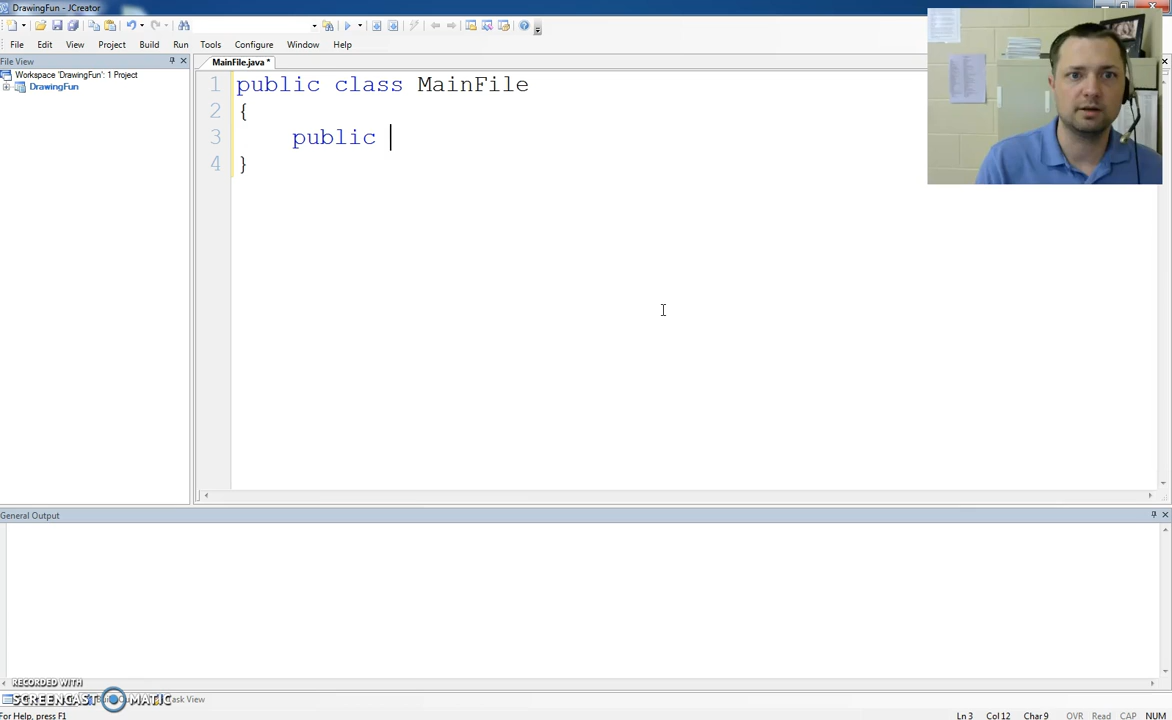 DrawingFun - JCreator
File Edit View Project Build Run Tools Configure Window Help
File View
Workspace 'DrawingFun': 1 Project
DrawingFun
MainFile.java *
1 public class MainFile
2 {
3 public
4 }
General Output
RECORDED WITH
SCREENCAST MATIC
Task View
For Help, press F1
Ln 3 Col 12 Char 9 OVR Read CAP NUM